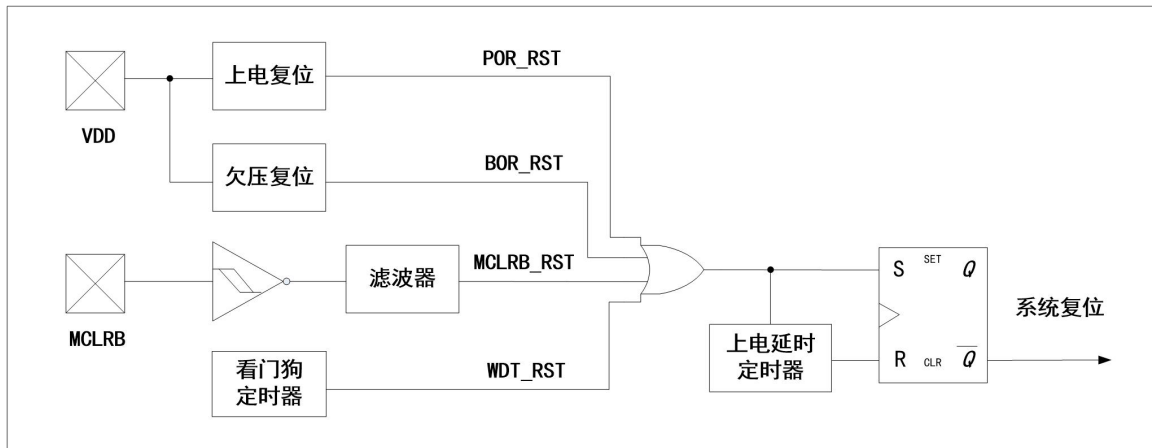 上电复位
POR_RST
VDD
欠压复位
BOR_RST
MCLRB
滤波器
MCLRB_RST
看门狗
定时器
WDT_RST
上电延时
定时器
S
SET
Q
R
CLR
Q
系统复位